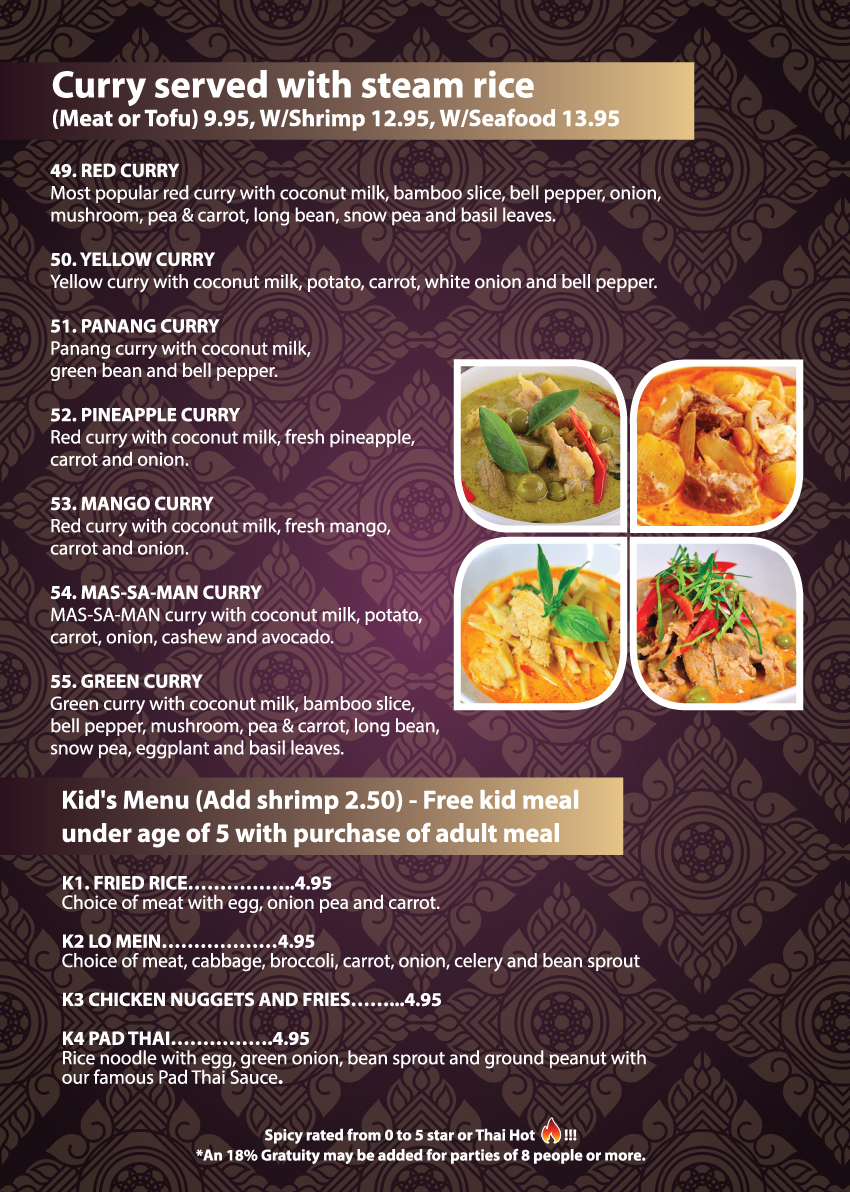 Curry served with steam rice
(Meat or Tofu) 9.95, W/Shrimp 12.95, W/Seafood 13.95
49. RED CURRY
Most popular red curry with coconut milk, bamboo slice, bell pepper, onion,
mushroom, pea & carrot, long bean, snow pea and basil leaves.
50. YELLOW CURRY
Yellow curry with coconut milk, potato, carrot, white onion and bell pepper.
51. PANANG CURRY
Panang curry with coconut milk,
green bean and bell pepper.
52. PINEAPPLE CURRY
Red curry with coconut milk, fresh pineapple,
carrot and onion.
53. MANGO CURRY
Red curry with coconut milk, fresh mango,
carrot and onion.
54. MAS-SA-MAN CURRY
MAS-SA-MAN curry with coconut milk, potato,
carrot, onion, cashew and avocado.
55. GREEN CURRY
Green curry with coconut milk, bamboo slice,
bell pepper, mushroom, pea & carrot, long bean,
snow pea, eggplant and basil leaves.
Kid's Menu (Add shrimp 2.50) - Free kid meal
under age of 5 with purchase of adult meal
K1. FRIED RICE……………..4.95
Choice of meat with egg, onion pea and carrot.
K2 LO MEIN………………4.95
Choice of meat, cabbage, broccoli, carrot, onion, celery and bean sprout
K3 CHICKEN NUGGETS AND FRIES……...4.95
K4 PAD THAI…………….4.95
Rice noodle with egg, green onion, bean sprout and ground peanut with
our famous Pad Thai Sauce.
Spicy rated from 0 to 5 star or Thai Hot 🔥 !!!
*An 18% Gratuity may be added for parties of 8 people or more.